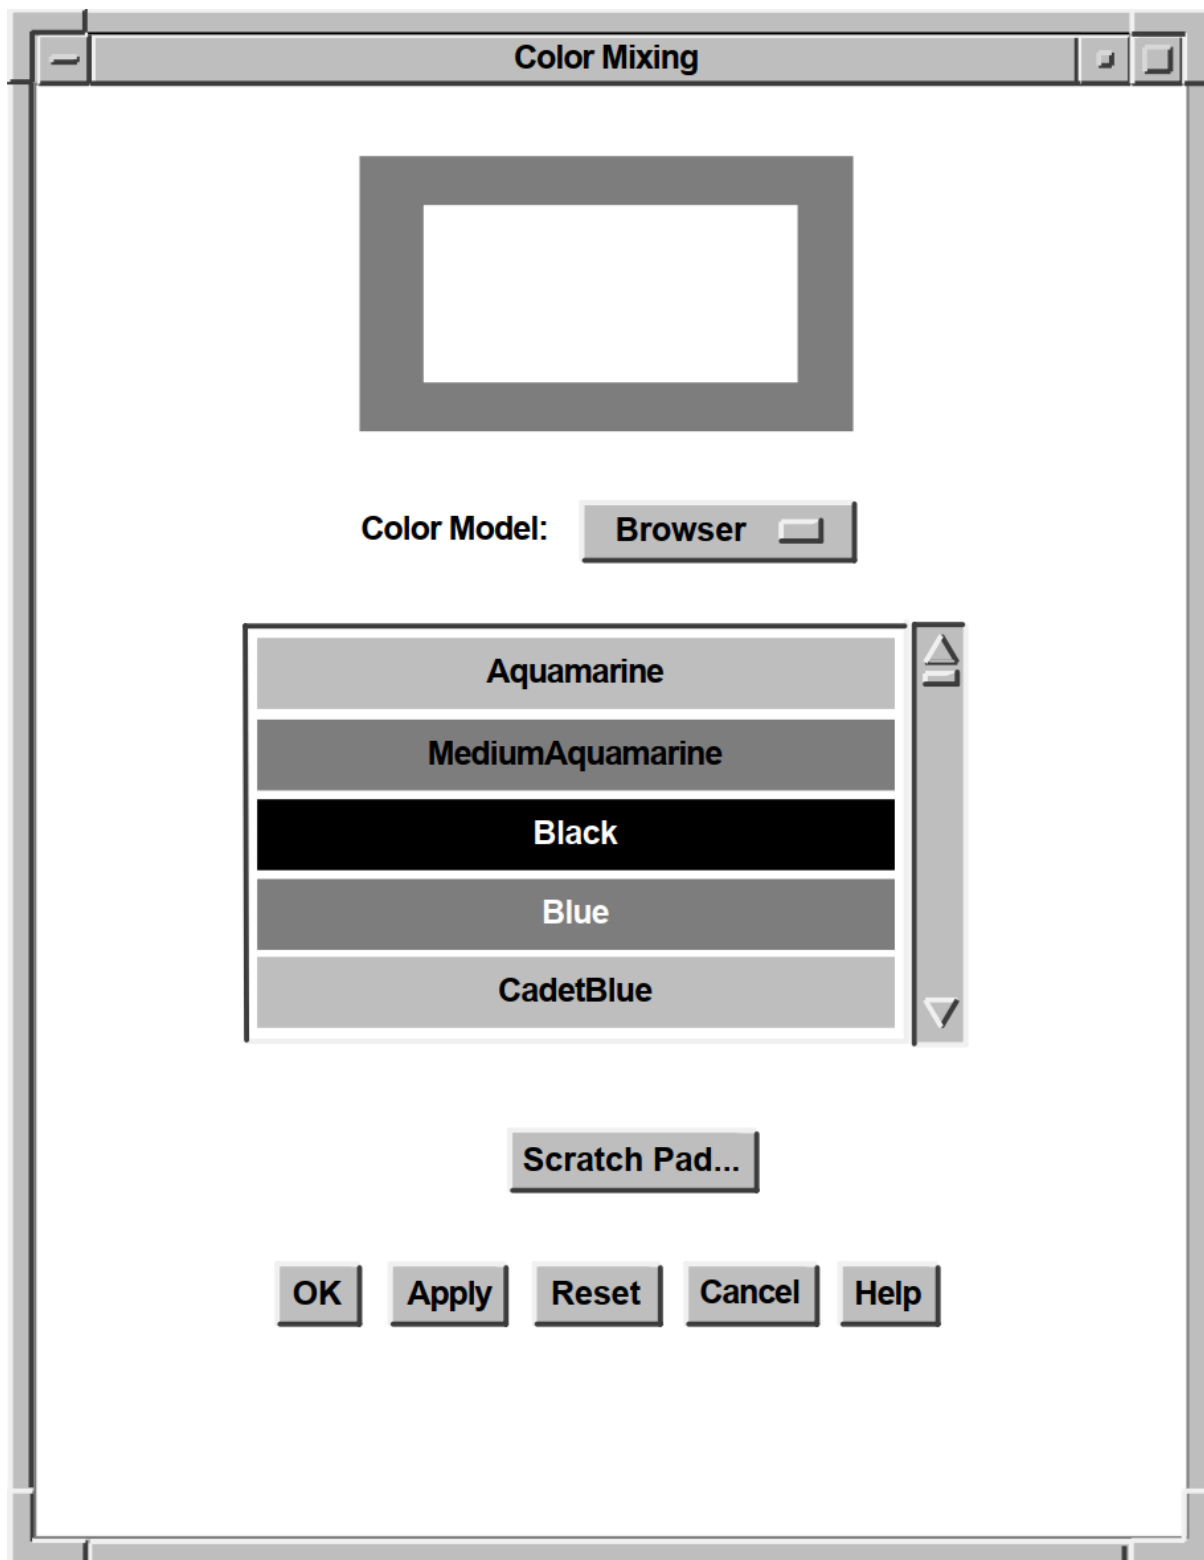 Color Mixing
Color Model: Browser
Aquamarine
MediumAquamarine
Black
Blue
CadetBlue
Scratch Pad...
OK Apply Reset Cancel Help